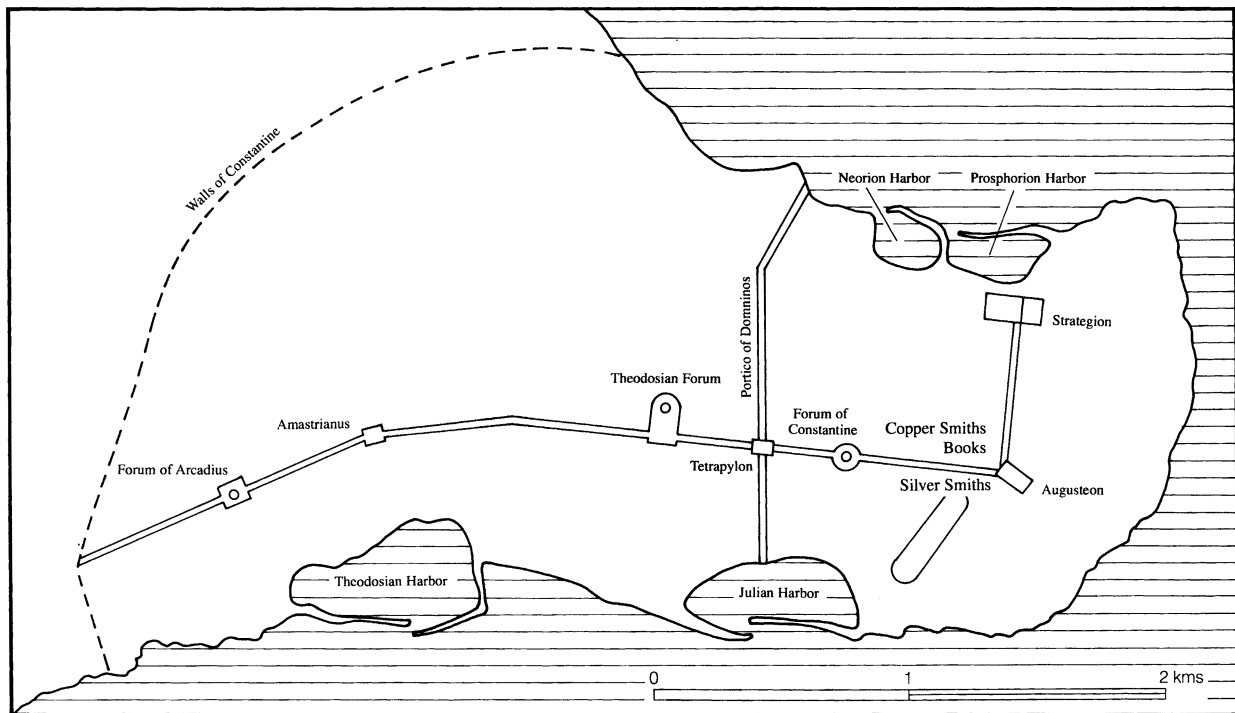 Walls of Constantine
Neorion Harbor
Prosphorion Harbor
Portico of Domninos
Strategion
Theodosian Forum
Forum of
Constantine
Amastrianus
Copper Smiths
Books
Tetrapylon
Forum of Arcadius
Silver Smiths
Augusteon
Theodosian Harbor
Julian Harbor
0 1 2 kms